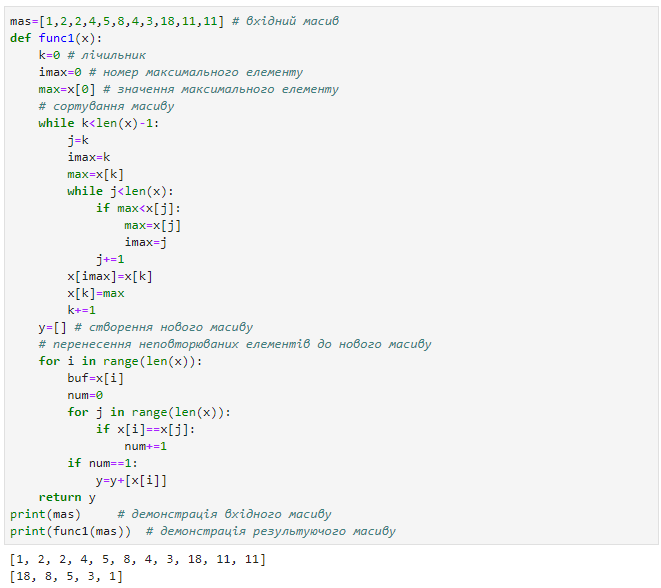 mas=[1,2,2,4,5,8,4,3,18,11,11] # вхідний масив
def func1(x):
    k=0 # лічильник
    imax=0 # номер максимального елементу
    max=x[0] # значення максимального елементу
    # сортування масиву
    while k<len(x)-1:
        j=k
        imax=k
        max=x[k]
        while j<len(x):
            if max<x[j]:
                max=x[j]
                imax=j
            j+=1
        x[imax]=x[k]
        x[k]=max
        k+=1
    y=[] # створення нового масиву
    # перенесення неповторюваних елементів до нового масиву
    for i in range(len(x)):
        buf=x[i]
        num=0
        for j in range(len(x)):
            if x[i]==x[j]:
                num+=1
        if num==1:
            y=y+[x[i]]
    return y
print(mas)     # демонстрація вхідного масиву
print(func1(mas))  # демонстрація результуючого масиву
[1, 2, 2, 4, 5, 8, 4, 3, 18, 11, 11]
[18, 8, 5, 3, 1]